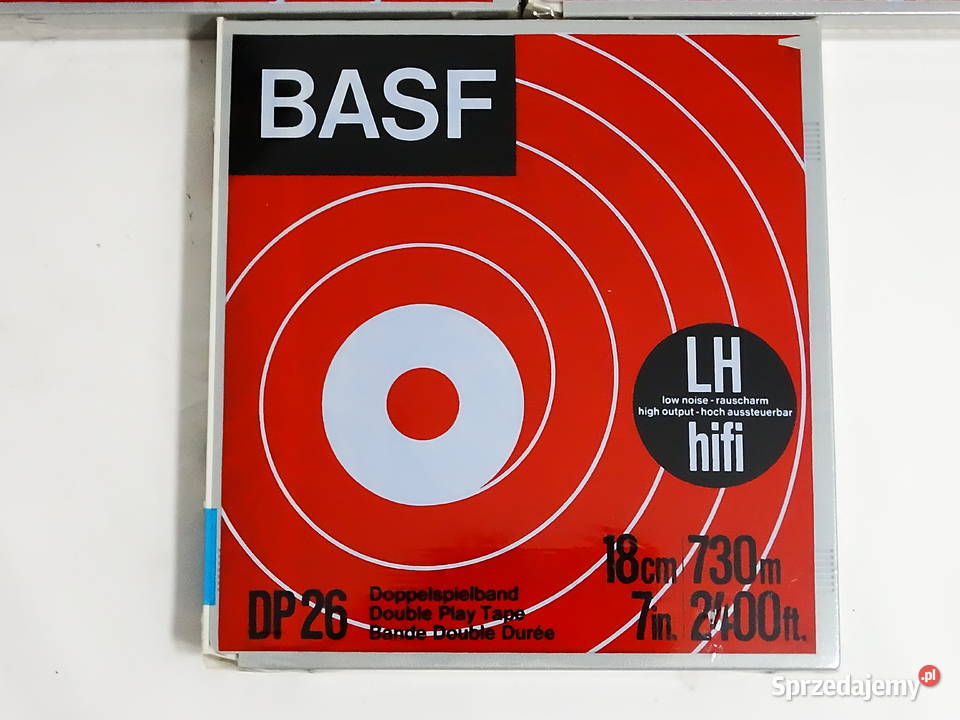 BASF
LH
low noise - rauscharm
high output - hoch aussteuerbar
hifi
18cm 730m
7in. 2400ft.
DP 26
Doppelspielband
Double Play Tape
Bande Double Durée
Sprzedajemy.pl